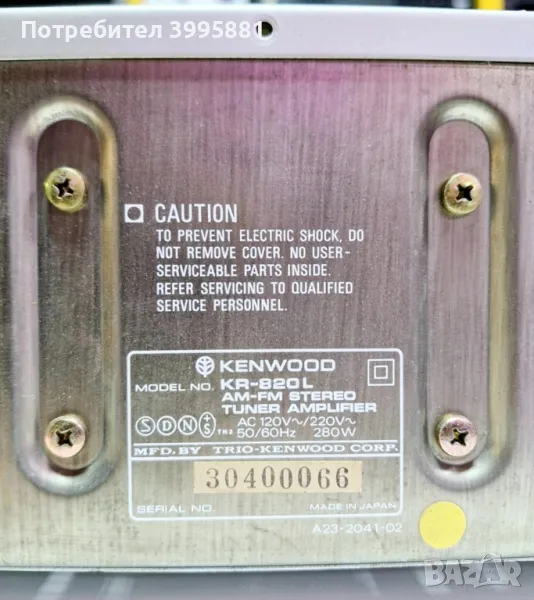 Потребител 3995881
CAUTION
TO PREVENT ELECTRIC SHOCK, DO
NOT REMOVE COVER. NO USER-
SERVICEABLE PARTS INSIDE.
REFER SERVICING TO QUALIFIED
SERVICE PERSONNEL.
KENWOOD
MODEL NO. KR-820L
AM-FM STEREO
TUNER AMPLIFIER
S D N +S TH2 AC 120V~/220V~
50/60Hz 280W
MFD. BY TRIO-KENWOOD CORP.
30400066
SERIAL NO. MADE IN JAPAN
A23-2041-02
BAZAR